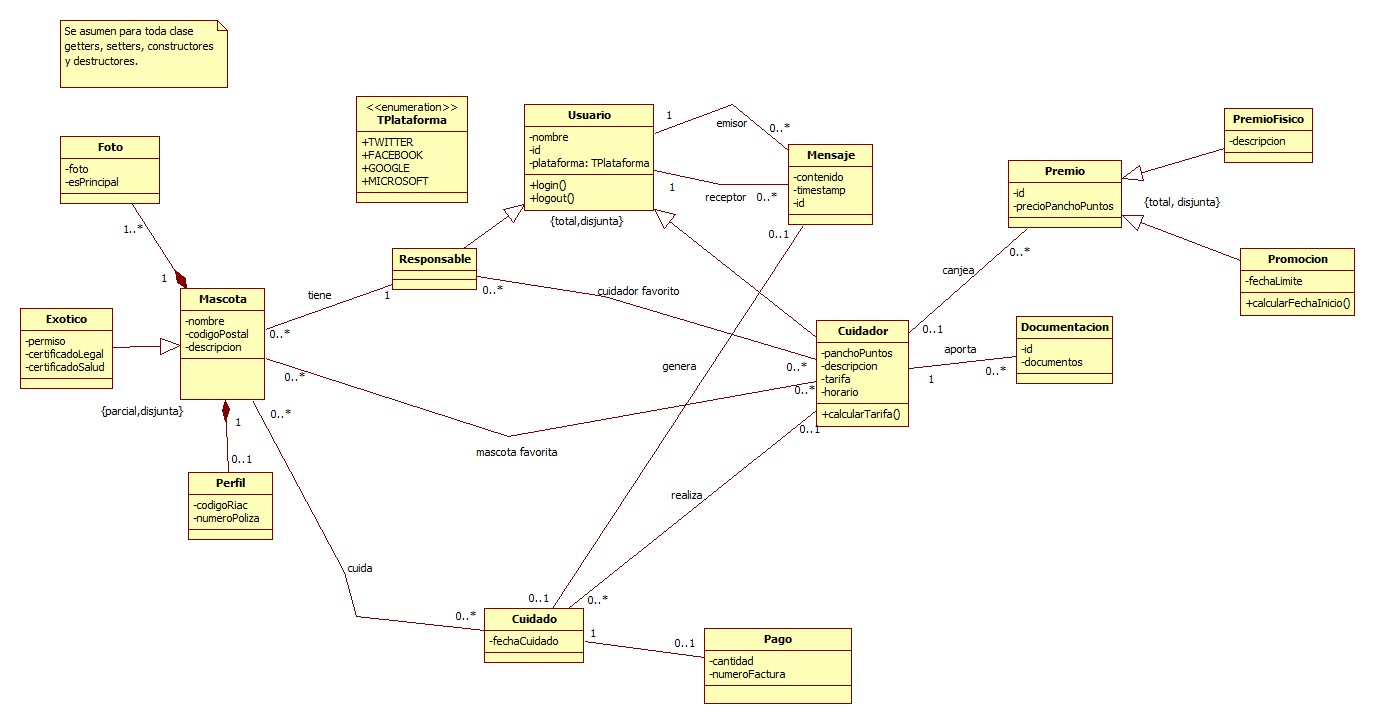 Se asumen para toda clase
getters, setters, constructores
y destructores.
<<enumeration>>
TPlataforma
+TWITTER
+FACEBOOK
+GOOGLE
+MICROSOFT
Usuario
-nombre
-id
-plataforma: TPlataforma
+login()
+logout()
{total,disjunta}
1
emisor
0..*
1
receptor
0..*
Mensaje
-contenido
-timestamp
-id
0..1
Premio
-id
-precioPanchoPuntos
PremioFisico
-descripcion
{total, disjunta}
Promocion
-fechaLimite
+calcularFechaInicio()
0..*
canjea
0..1
Foto
-foto
-esPrincipal
1..*
1
Mascota
-nombre
-codigoPostal
-descripcion
Exotico
-permiso
-certificadoLegal
-certificadoSalud
{parcial,disjunta}
Responsable
tiene
1
0..*
0..*
cuidador favorito
0..*
Cuidador
-panchoPuntos
-descripcion
-tarifa
-horario
+calcularTarifa()
Documentacion
-id
-documentos
aporta
1
0..*
genera
0..*
mascota favorita
0..*
0..1
0..*
1
0..1
Perfil
-codigoRiac
-numeroPoliza
realiza
cuida
0..*
0..1
0..*
Cuidado
-fechaCuidado
1
0..1
Pago
-cantidad
-numeroFactura